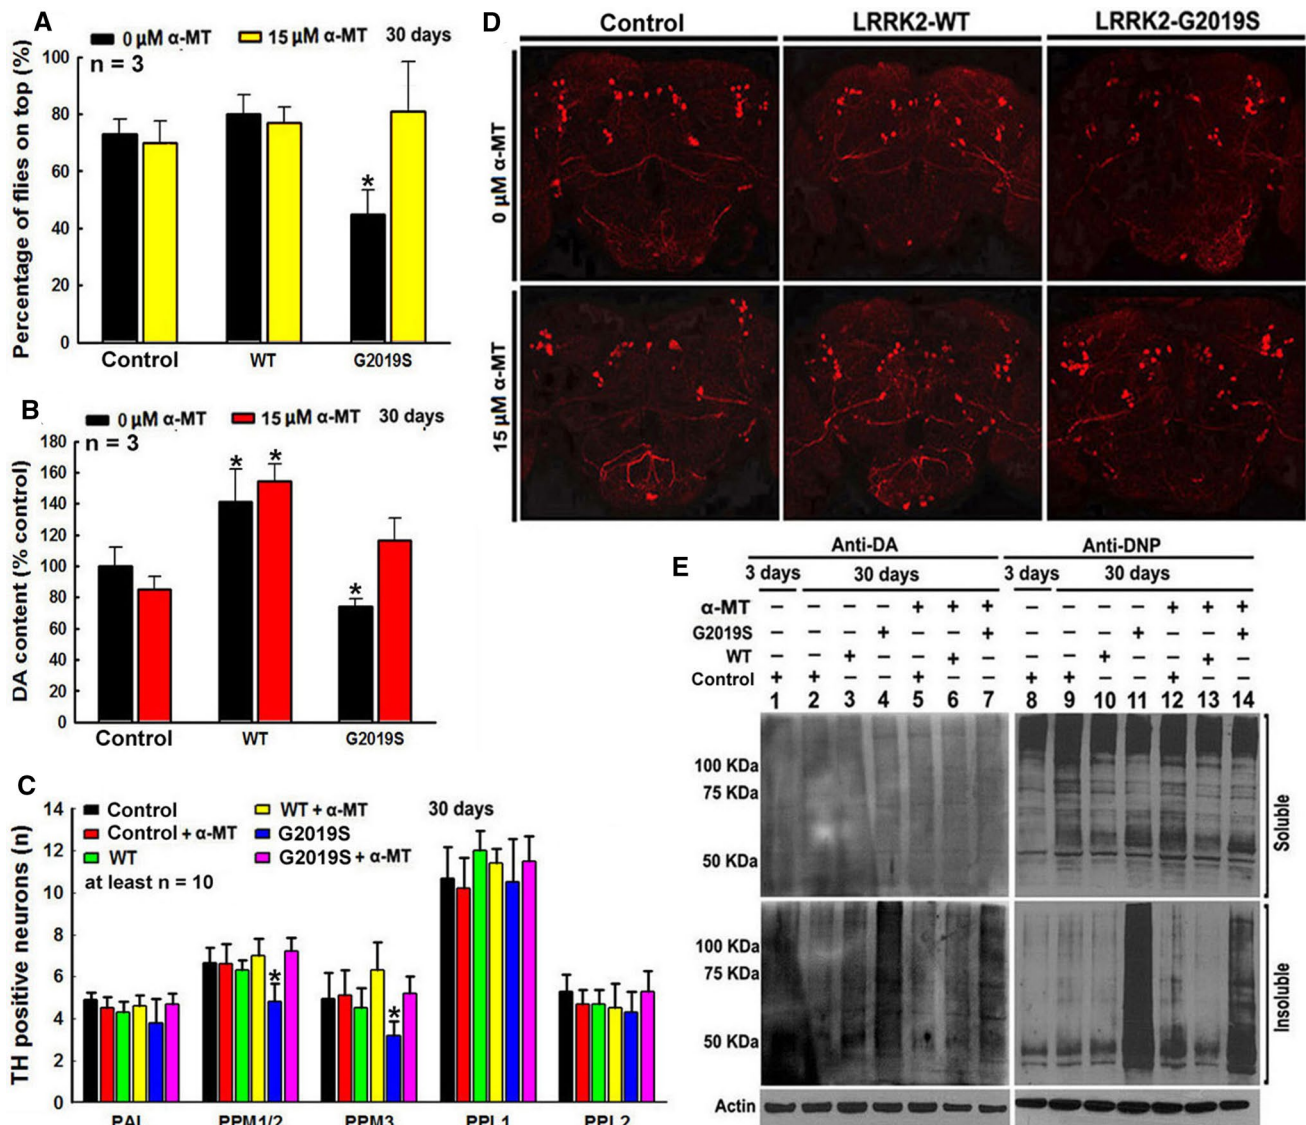 A
0 μM α-MT 15 μM α-MT 30 days
n = 3
Percentage of flies on top (%)
100
80
60
40
20
0
*
Control WT G2019S
B
0 μM α-MT 15 μM α-MT 30 days
n = 3
DA content (% control)
180
160
140
120
100
80
60
40
20
0
* * *
Control WT G2019S
C
Control WT + α-MT 30 days
Control + α-MT G2019S
WT G2019S + α-MT
at least n = 10
TH positive neurons (n)
14
12
10
8
6
4
2
0
* *
PAL PPM1/2 PPM3 PPL1 PPL2
D
Control LRRK2-WT LRRK2-G2019S
0 μM α-MT
15 μM α-MT
E
Anti-DA Anti-DNP
3 days 30 days 3 days 30 days
α-MT – – – – + + + – – – – + + +
G2019S – – – + – – + – – – + – – +
WT – – + – – + – – – + – – + –
Control + + – – + – – + + – – + – –
1 2 3 4 5 6 7 8 9 10 11 12 13 14
100 KDa
75 KDa
50 KDa
Soluble
100 KDa
75 KDa
50 KDa
Insoluble
Actin